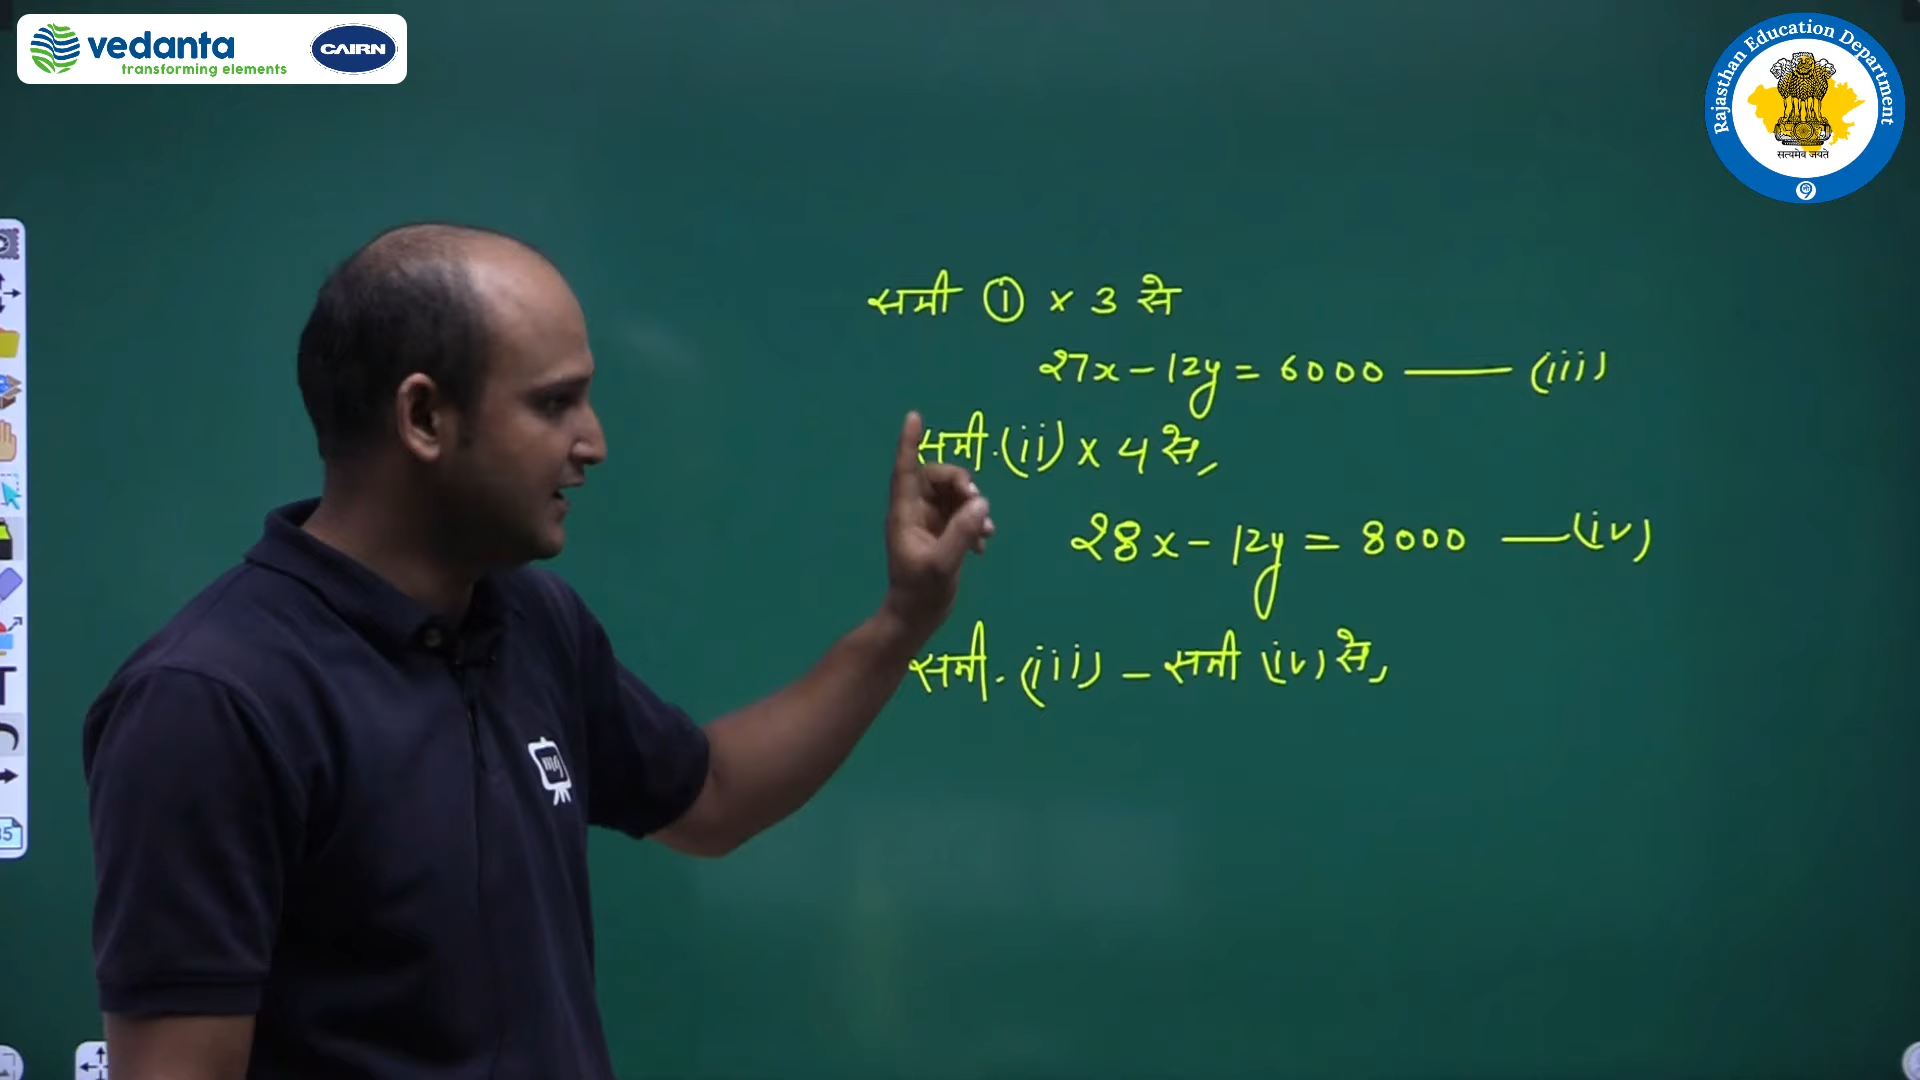 vedanta
transforming elements
CAIRN
Rajasthan Education Department
सत्यमेव जयते
समी ① × 3 से
27x - 12y = 6000 —— (iii)
समी. (ii) × 4 से,
28x - 12y = 8000 — (iv)
समी. (iii) - समी (iv) से,